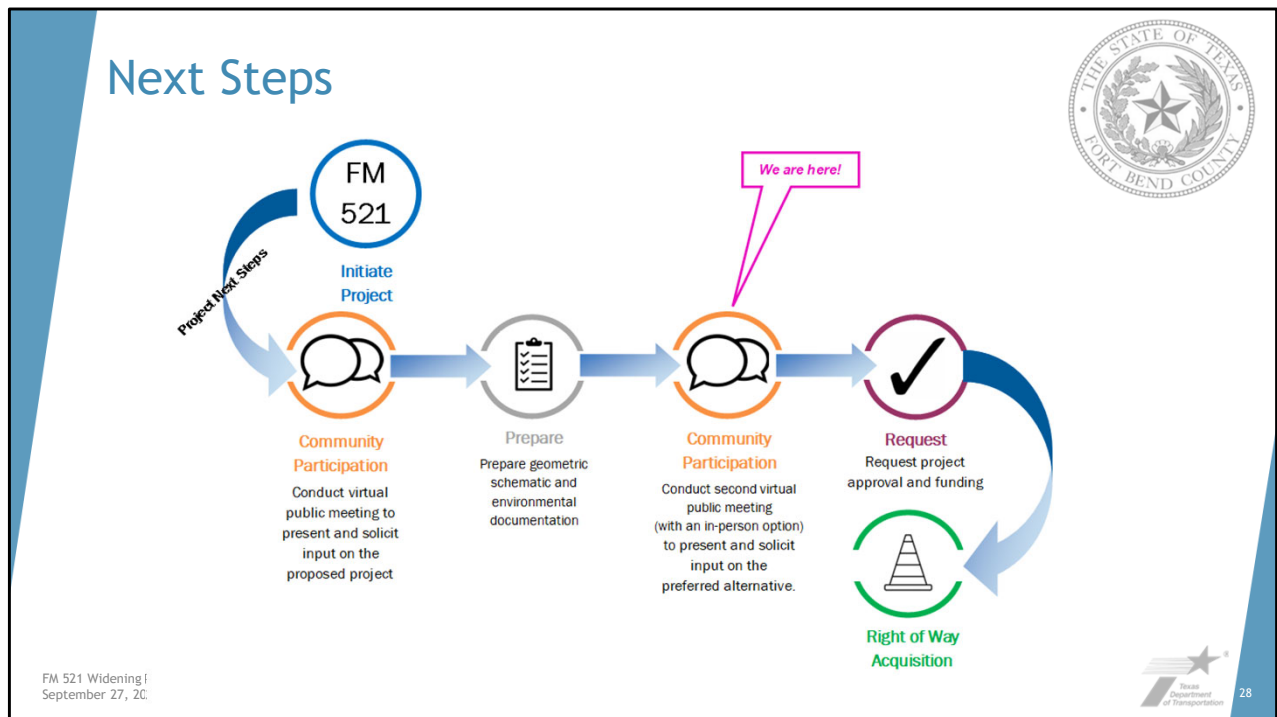 Next Steps
THE STATE OF TEXAS
FORT BEND COUNTY
We are here!
FM
521
Project Next Steps
Initiate
Project
Community
Participation
Conduct virtual
public meeting to
present and solicit
input on the
proposed project
Prepare
Prepare geometric
schematic and
environmental
documentation
Community
Participation
Conduct second virtual
public meeting
(with an in-person option)
to present and solicit
input on the
preferred alternative.
Request
Request project
approval and funding
Right of Way
Acquisition
FM 521 Widening
September 27,
Texas
Department
of Transportation
28